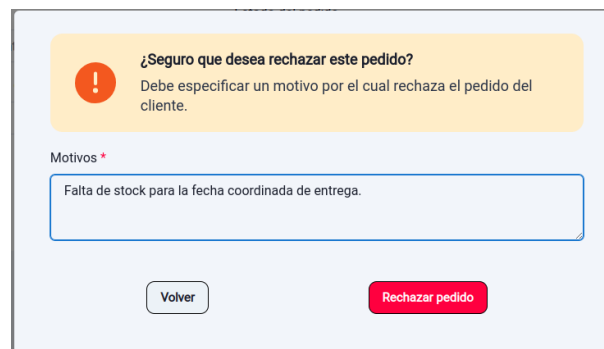 ¿Seguro que desea rechazar este pedido?
Debe especificar un motivo por el cual rechaza el pedido del
cliente.
Motivos *
Falta de stock para la fecha coordinada de entrega.
Volver
Rechazar pedido